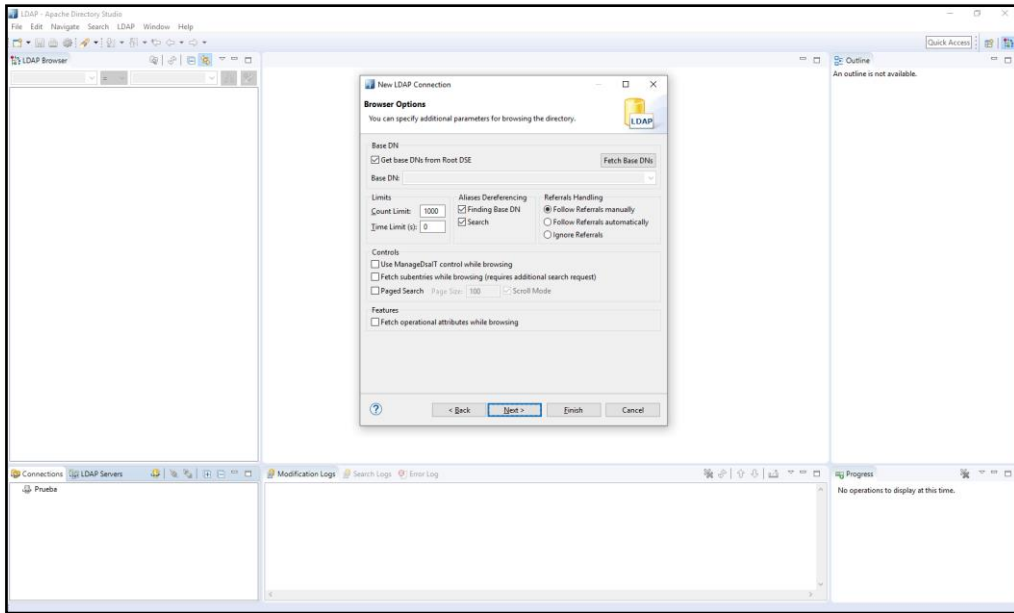 LDAP - Apache Directory Studio
File Edit Navigate Search LDAP Window Help
Quick Access
LDAP Browser
=
Outline
An outline is not available.
New LDAP Connection
Browser Options
You can specify additional parameters for browsing the directory.
LDAP
Base DN
Get base DNs from Root DSE
Fetch Base DNs
Base DN:
Limits
Count Limit: 1000
Time Limit (s): 0
Aliases Dereferencing
Finding Base DN
Search
Referrals Handling
Follow Referrals manually
Follow Referrals automatically
Ignore Referrals
Controls
Use ManageDsaIT control while browsing
Fetch subentries while browsing (requires additional search request)
Paged Search Page Size: 100 Scroll Mode
Features
Fetch operational attributes while browsing
?
< Back Next > Finish Cancel
Connections LDAP Servers
Prueba
Modification Logs Search Logs Error Log
Progress
No operations to display at this time.